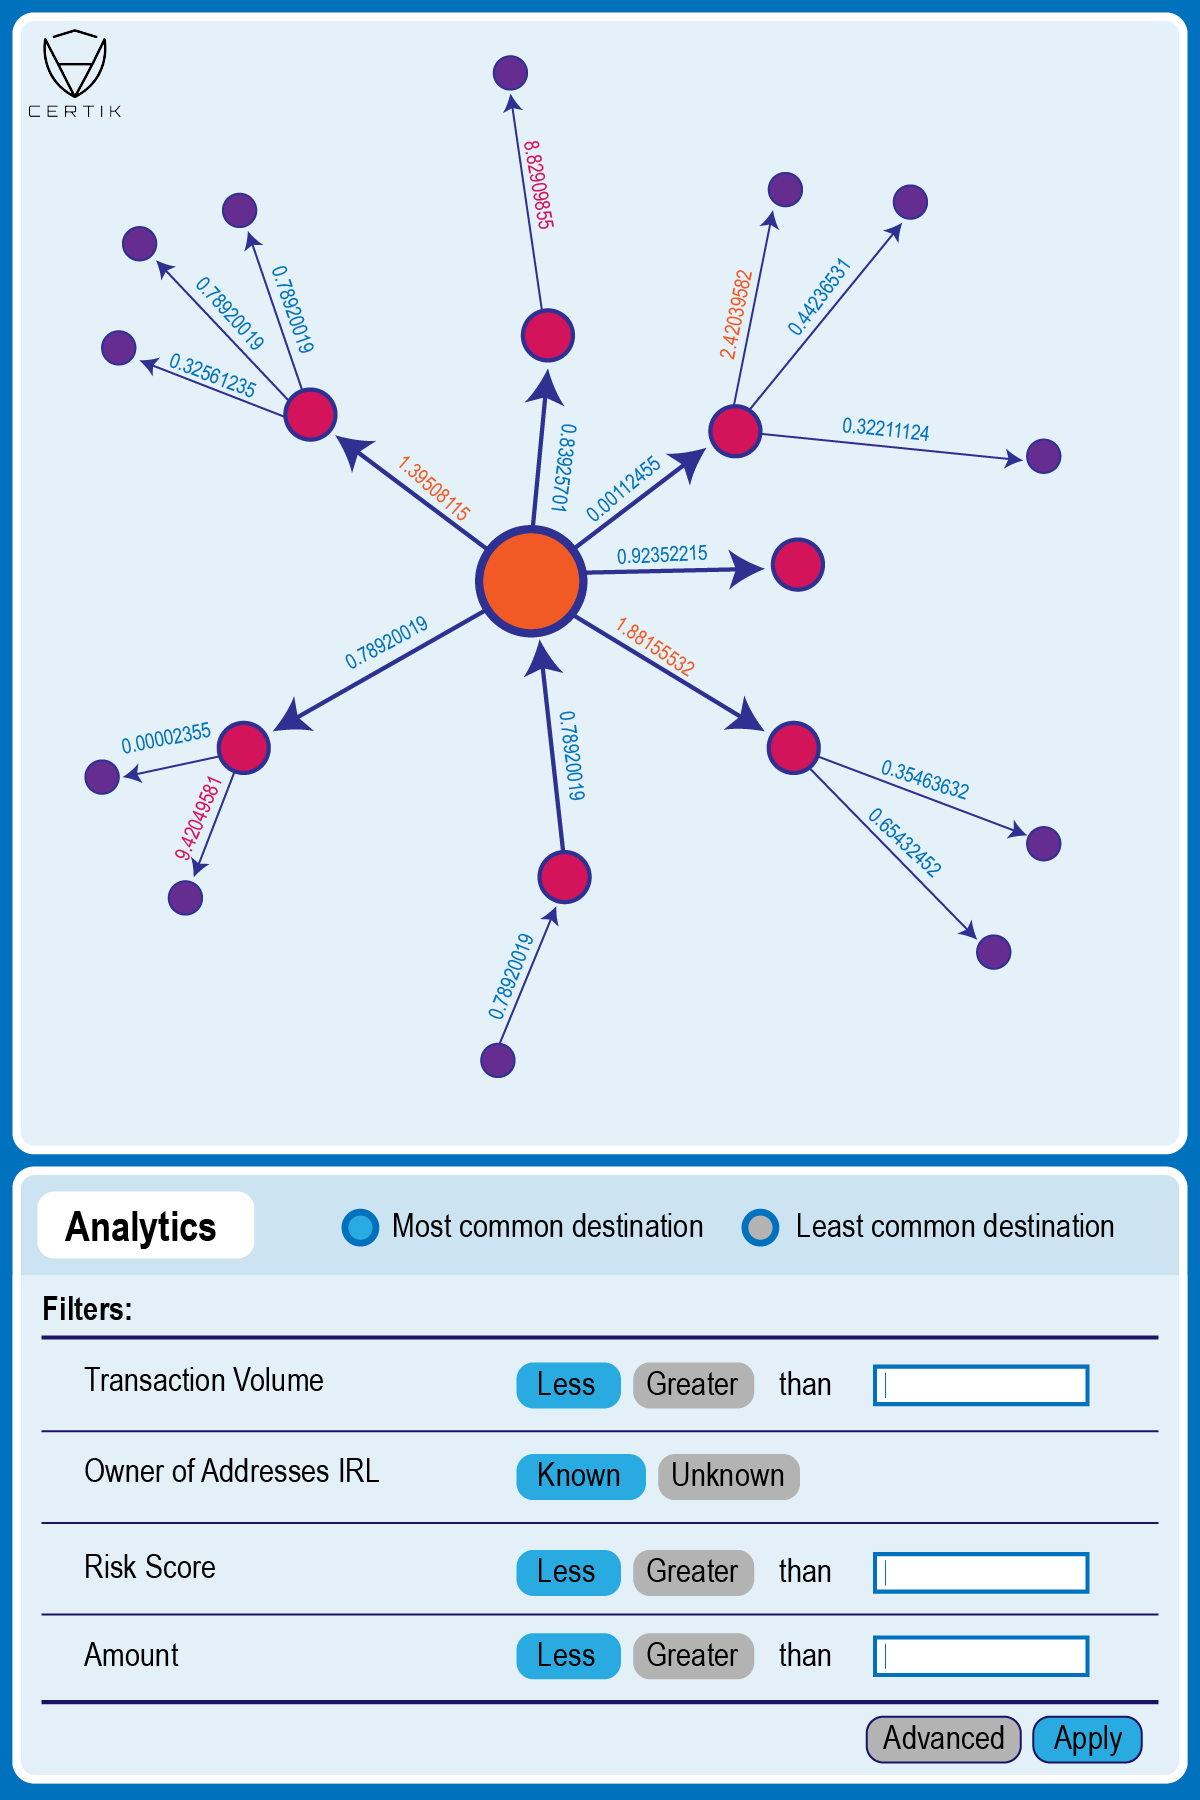 CERTIK
8.82909855
0.78920019
0.78920019
0.32561235
2.42039582
0.44236531
0.32211124
1.39508115
0.83925701
0.00112455
0.92352215
0.78920019
1.88155532
0.00002355
9.42049581
0.78920019
0.35463632
0.65432452
0.78920019
Analytics
Most common destination
Least common destination
Filters:
Transaction Volume Less Greater than
Owner of Addresses IRL Known Unknown
Risk Score Less Greater than
Amount Less Greater than
Advanced Apply